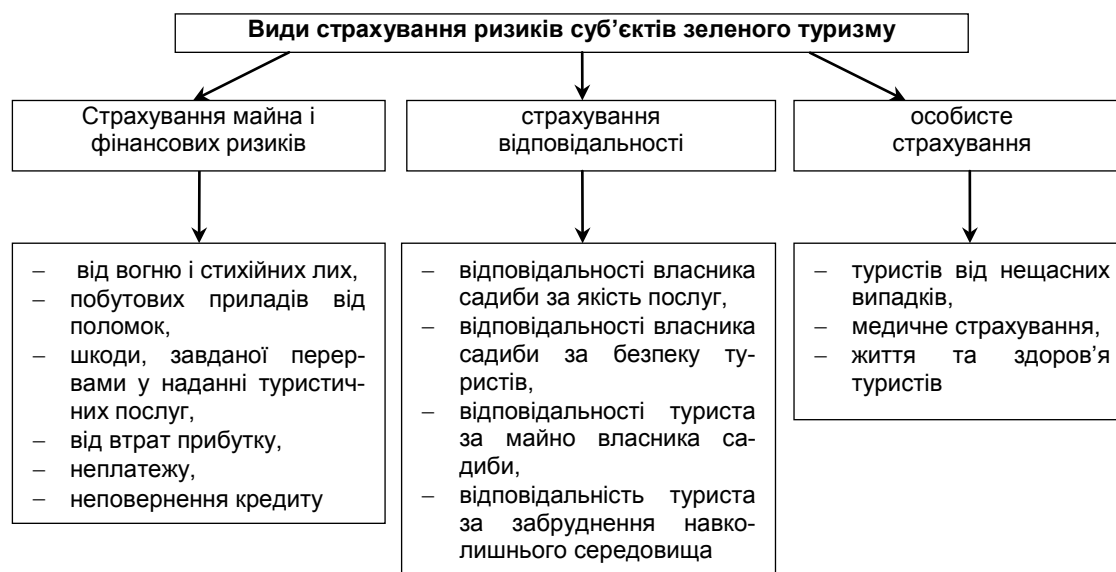 Види страхування ризиків суб’єктів зеленого туризму
Страхування майна і
фінансових ризиків
страхування
відповідальності
особисте
страхування
– від вогню і стихійних лих,
– побутових приладів від
поломок,
– шкоди, завданої перер-
вами у наданні туристич-
них послуг,
– від втрат прибутку,
– неплатежу,
– неповернення кредиту
– відповідальності власника
садиби за якість послуг,
– відповідальності власника
садиби за безпеку ту-
ристів,
– відповідальності туриста
за майно власника са-
диби,
– відповідальність туриста
за забруднення навко-
лишнього середовища
– туристів від нещасних
випадків,
– медичне страхування,
– життя та здоров’я
туристів